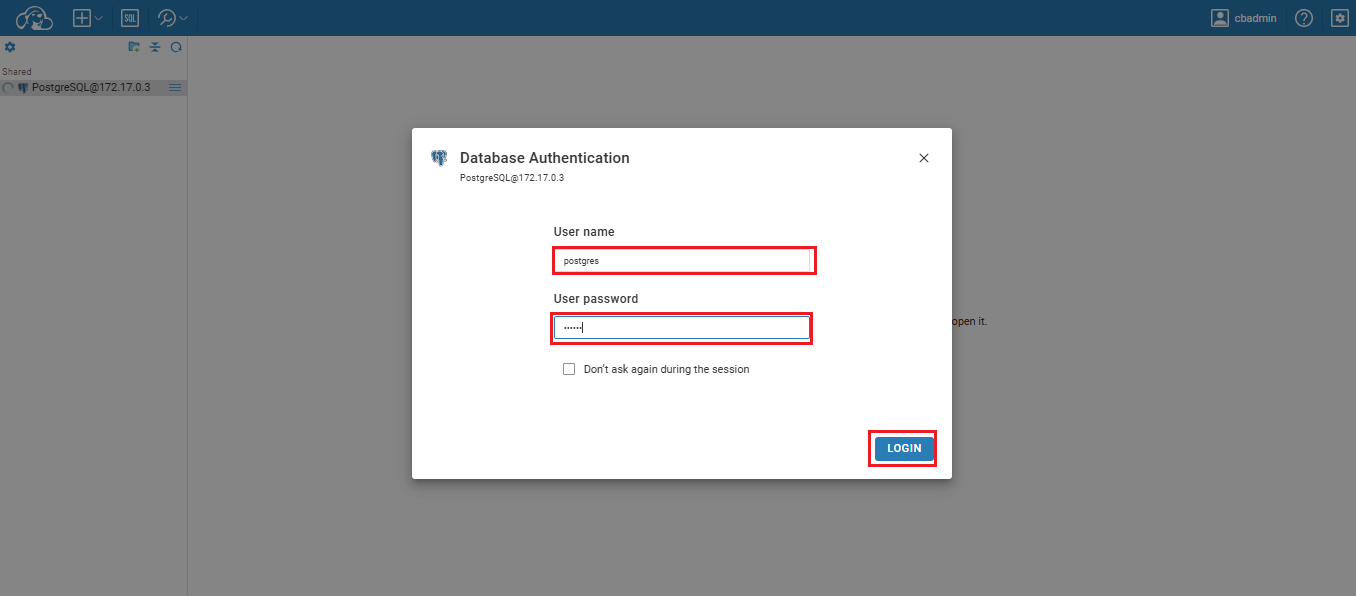 SQL
cbadmin
Shared
PostgreSQL@172.17.0.3
Database Authentication
PostgreSQL@172.17.0.3
User name
postgres
User password
••••••
Don't ask again during the session
open it.
LOGIN